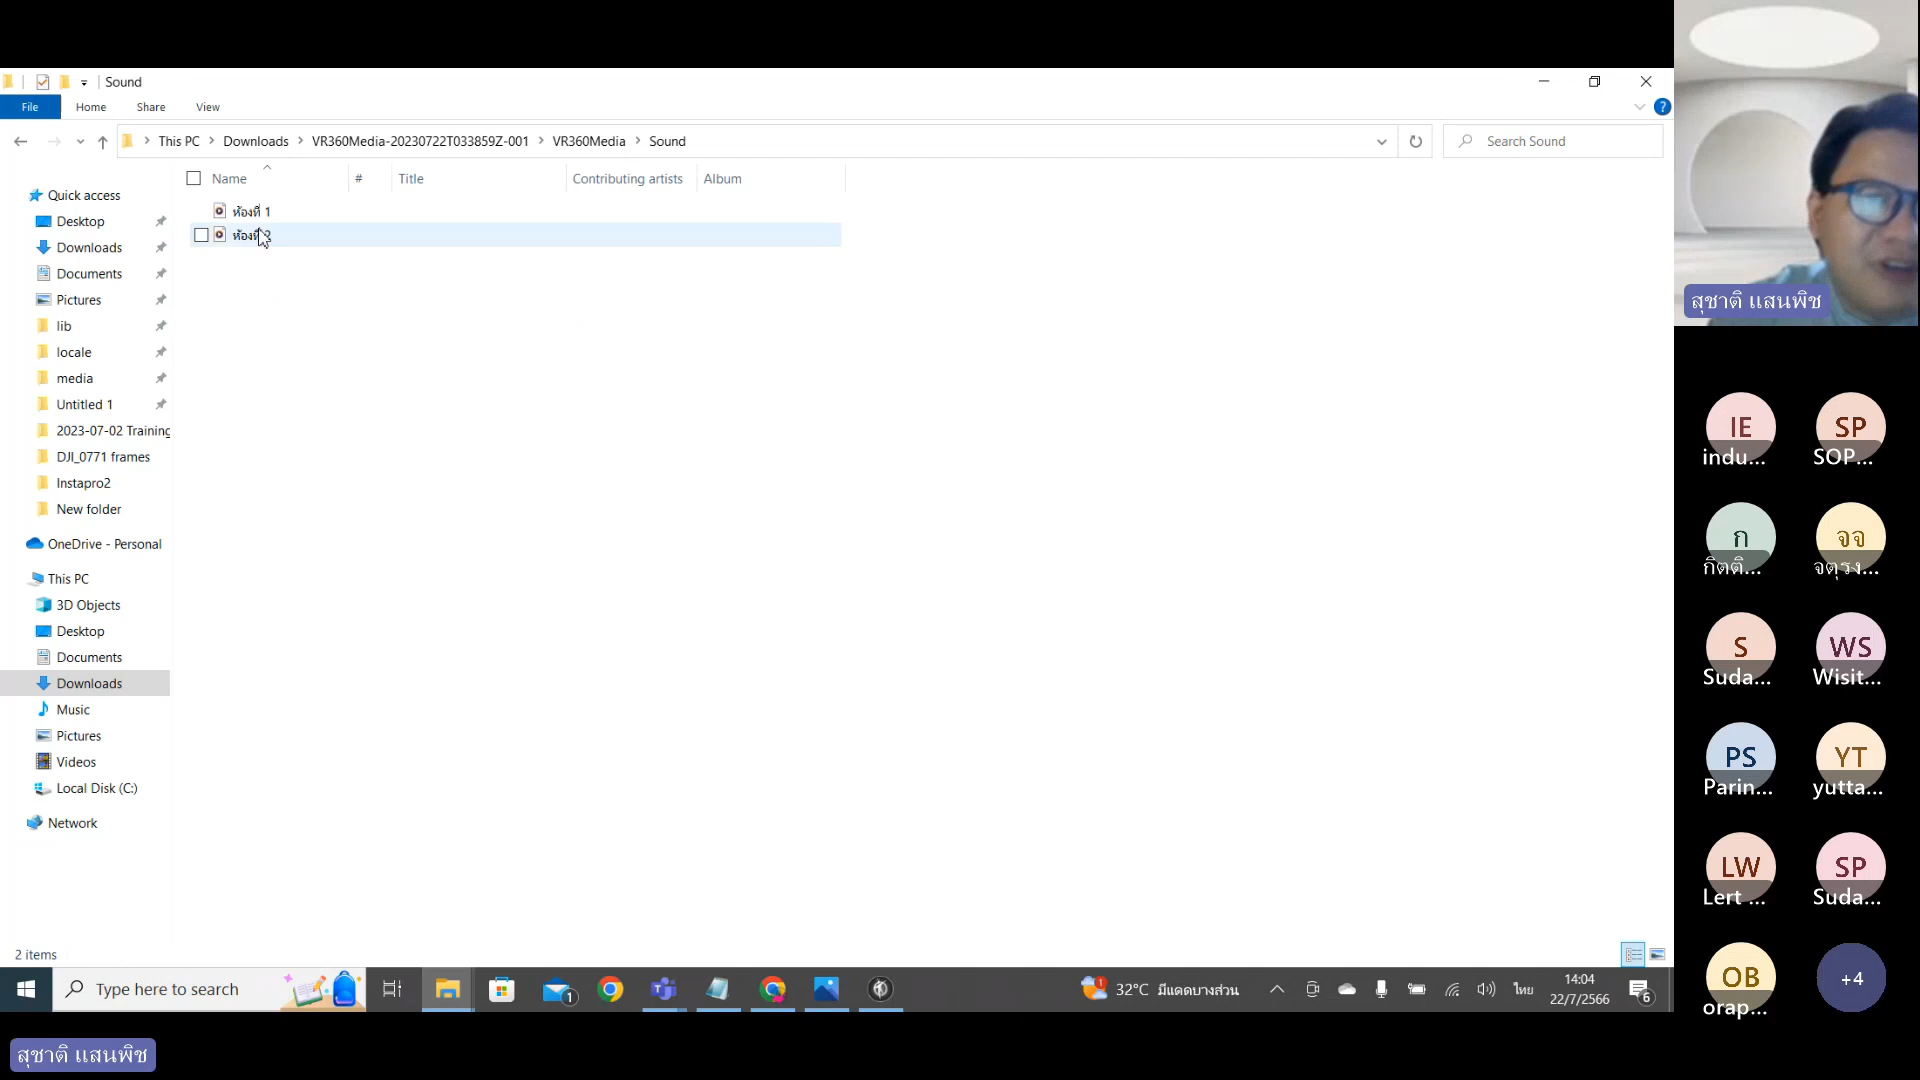 Sound
File
Home
Share
View
This PC
Downloads
VR360Media-20230722T033859Z-001
VR360Media
Sound
Search Sound
Name
#
Title
Contributing artists
Album
ห้องที่ 1
ห้องที่ 2
Quick access
Desktop
Downloads
Documents
Pictures
lib
locale
media
Untitled 1
2023-07-02 Training
DJI_0771 frames
Instapro2
New folder
OneDrive - Personal
This PC
3D Objects
Desktop
Documents
Downloads
Music
Pictures
Videos
Local Disk (C:)
Network
2 items
Type here to search
1
1
32°C มีแดดบางส่วน
ไทย
14:04
22/7/2566
6
สุชาติ แสนพิช
สุชาติ แสนพิช
IE
indu...
SP
SOP...
ก
กิตติ...
จจ
จตุรง...
S
Suda...
WS
Wisit...
PS
Parin...
YT
yutta...
LW
Lert ...
SP
Suda...
OB
orap...
+4